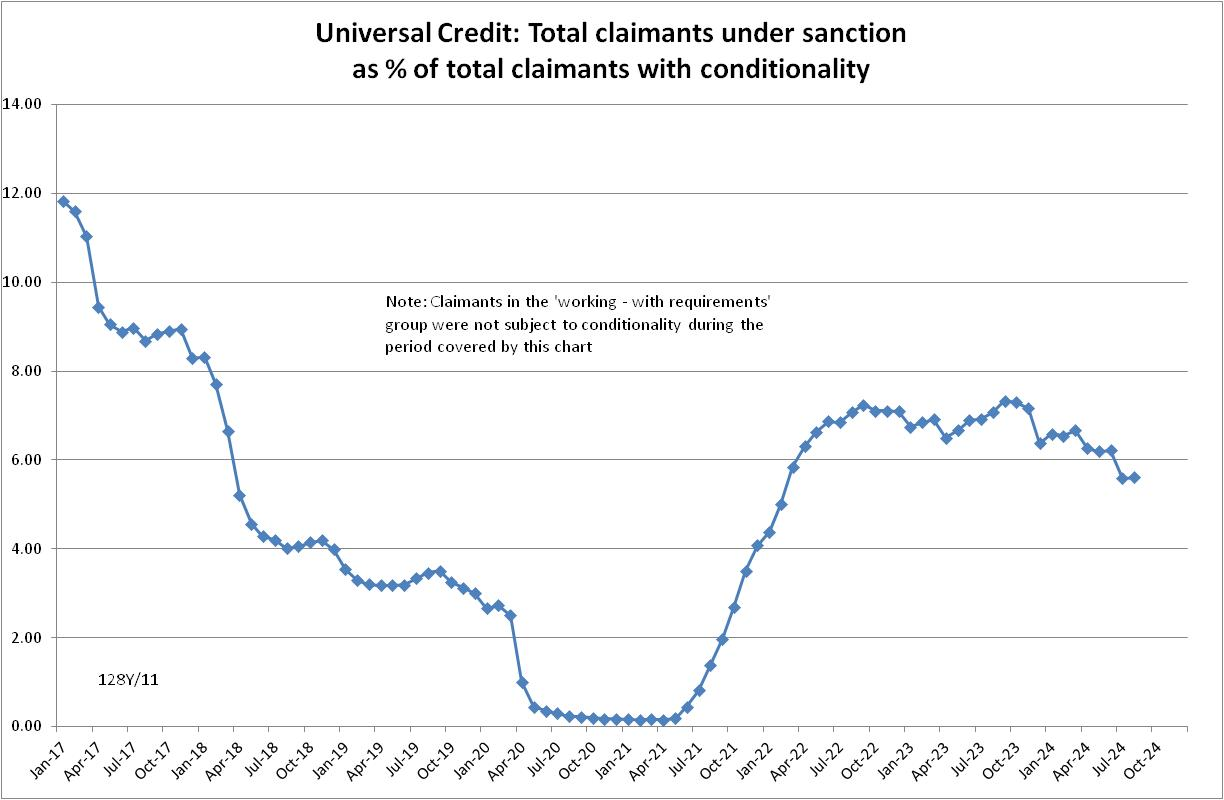 Universal Credit: Total claimants under sanction
as % of total claimants with conditionality
14.00
12.00
10.00
8.00
6.00
4.00
2.00
0.00
Note: Claimants in the 'working - with requirements'
group were not subject to conditionality during the
period covered by this chart
128Y/11
Jan-17
Apr-17
Jul-17
Oct-17
Jan-18
Apr-18
Jul-18
Oct-18
Jan-19
Apr-19
Jul-19
Oct-19
Jan-20
Apr-20
Jul-20
Oct-20
Jan-21
Apr-21
Jul-21
Oct-21
Jan-22
Apr-22
Jul-22
Oct-22
Jan-23
Apr-23
Jul-23
Oct-23
Jan-24
Apr-24
Jul-24
Oct-24